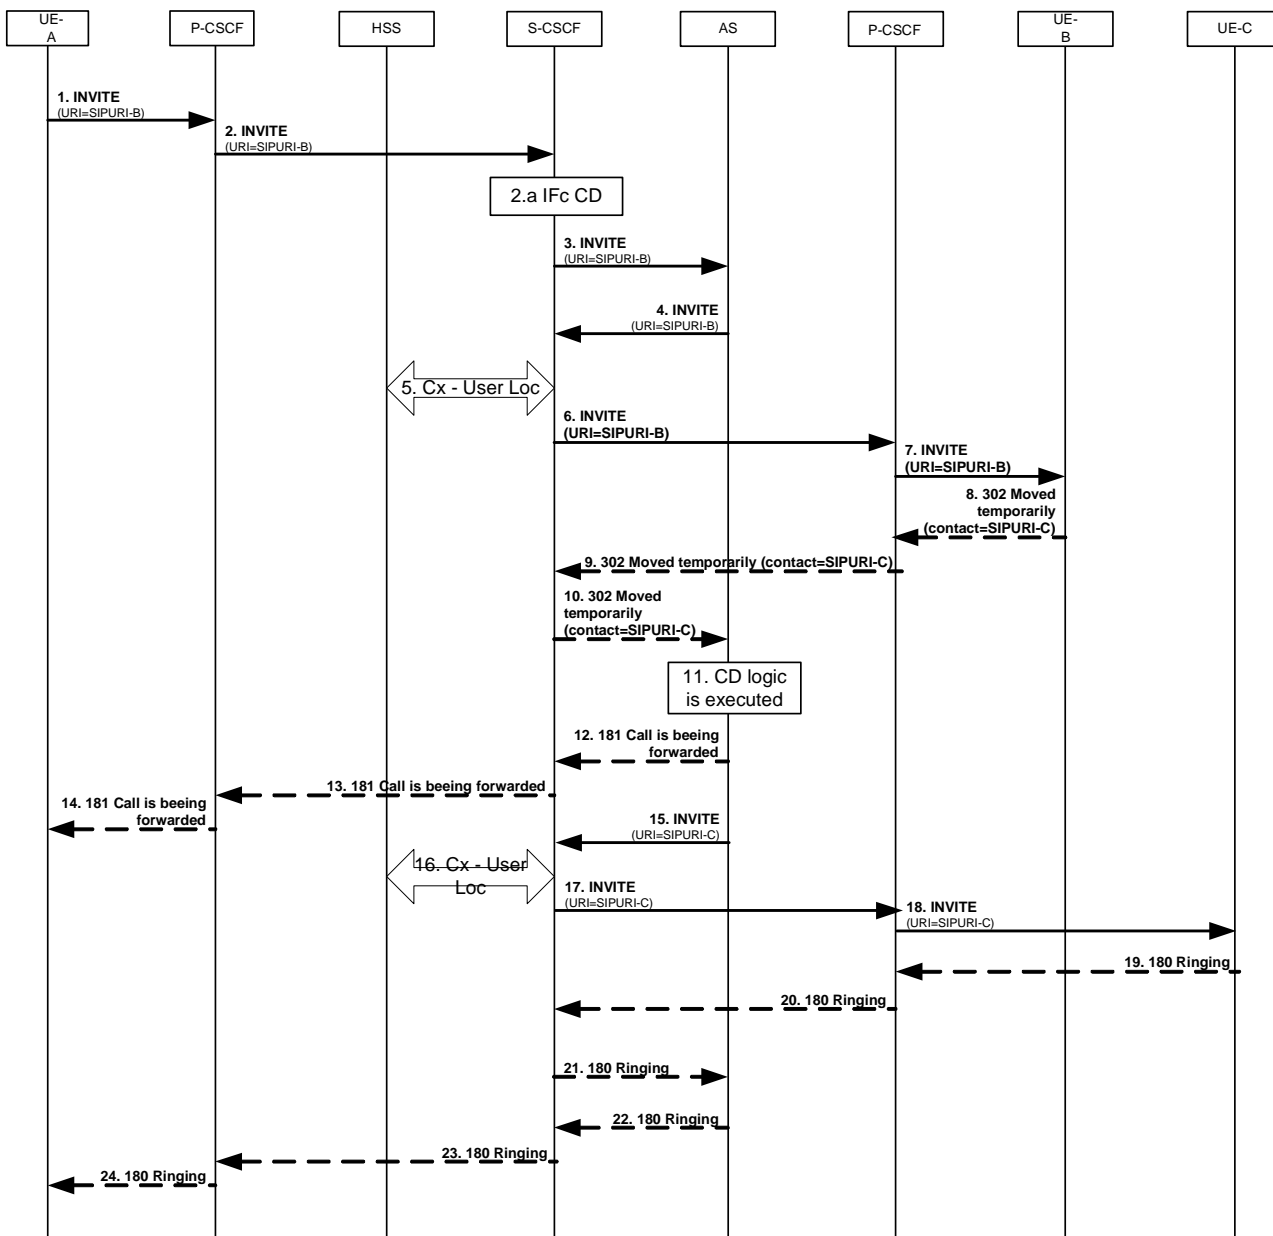 UE-
A
P-CSCF
HSS
S-CSCF
AS
P-CSCF
UE-
B
UE-C
1. INVITE
(URI=SIPURI-B)
2. INVITE
(URI=SIPURI-B)
2.a IFc CD
3. INVITE
(URI=SIPURI-B)
4. INVITE
(URI=SIPURI-B)
5. Cx - User Loc
6. INVITE
(URI=SIPURI-B)
7. INVITE
(URI=SIPURI-B)
8. 302 Moved
temporarily
(contact=SIPURI-C)
9. 302 Moved temporarily (contact=SIPURI-C)
10. 302 Moved
temporarily
(contact=SIPURI-C)
11. CD logic
is executed
12. 181 Call is beeing
forwarded
13. 181 Call is beeing forwarded
14. 181 Call is beeing
forwarded
15. INVITE
(URI=SIPURI-C)
16. Cx - User
Loc
17. INVITE
(URI=SIPURI-C)
18. INVITE
(URI=SIPURI-C)
19. 180 Ringing
20. 180 Ringing
21. 180 Ringing
22. 180 Ringing
23. 180 Ringing
24. 180 Ringing